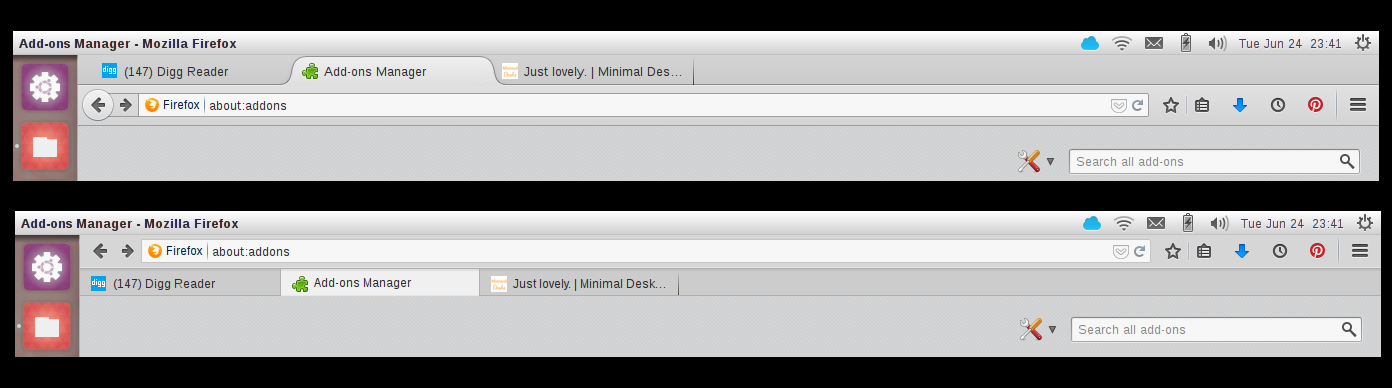 Add-ons Manager - Mozilla Firefox Tue Jun 24 23:41
digg (147) Digg Reader Add-ons Manager Just lovely. | Minimal Des...
Firefox about:addons
Search all add-ons
Add-ons Manager - Mozilla Firefox Tue Jun 24 23:41
Firefox about:addons
digg (147) Digg Reader Add-ons Manager Just lovely. | Minimal Desk...
Search all add-ons